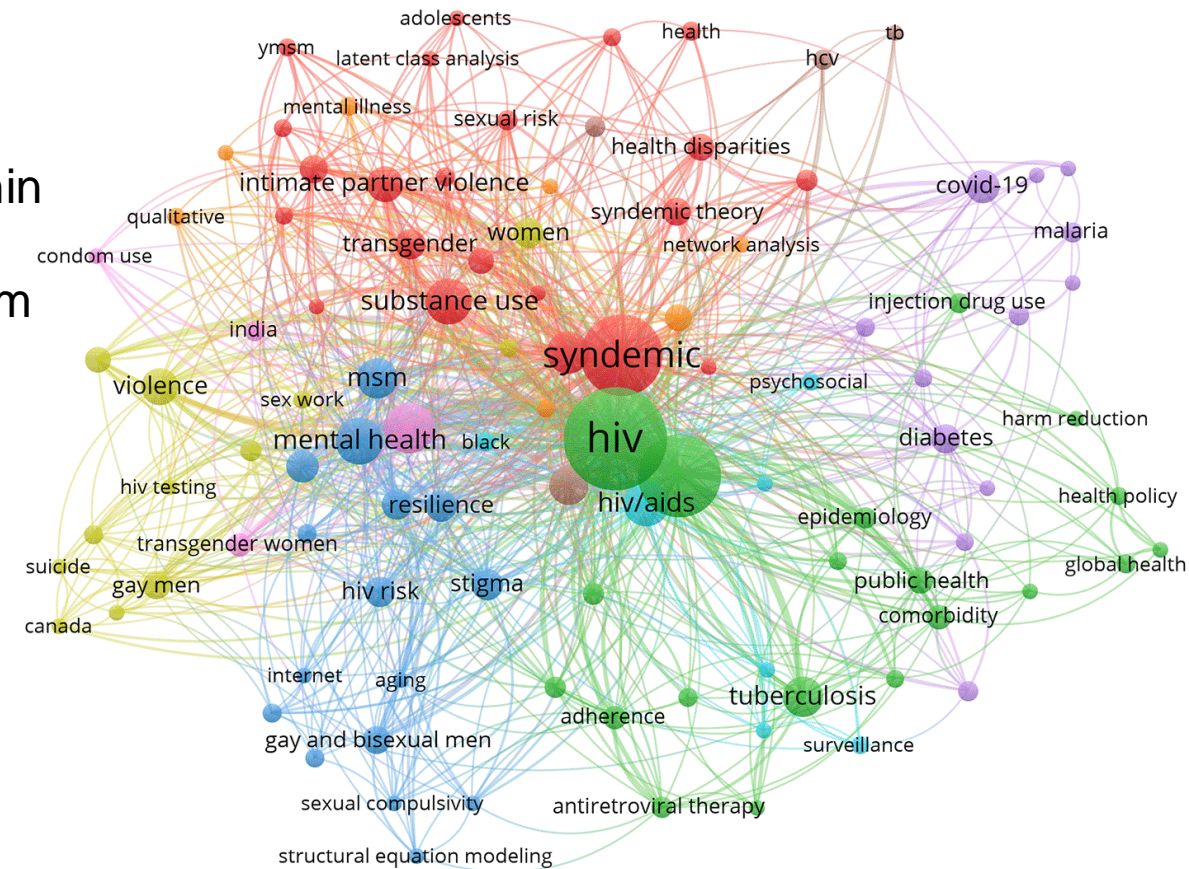 adolescents
health
tb
ymsm
latent class analysis
hcv
mental illness
sexual risk
health disparities
intimate partner violence
covid-19
qualitative
syndemic theory
women
malaria
transgender
network analysis
condom use
substance use
injection drug use
india
syndemic
msm
psychosocial
violence
sex work
harm reduction
hiv
mental health
black
diabetes
hiv testing
resilience
hiv/aids
health policy
epidemiology
transgender women
suicide
global health
gay men
hiv risk
stigma
public health
comorbidity
canada
internet
aging
tuberculosis
adherence
gay and bisexual men
surveillance
sexual compulsivity
antiretroviral therapy
structural equation modeling